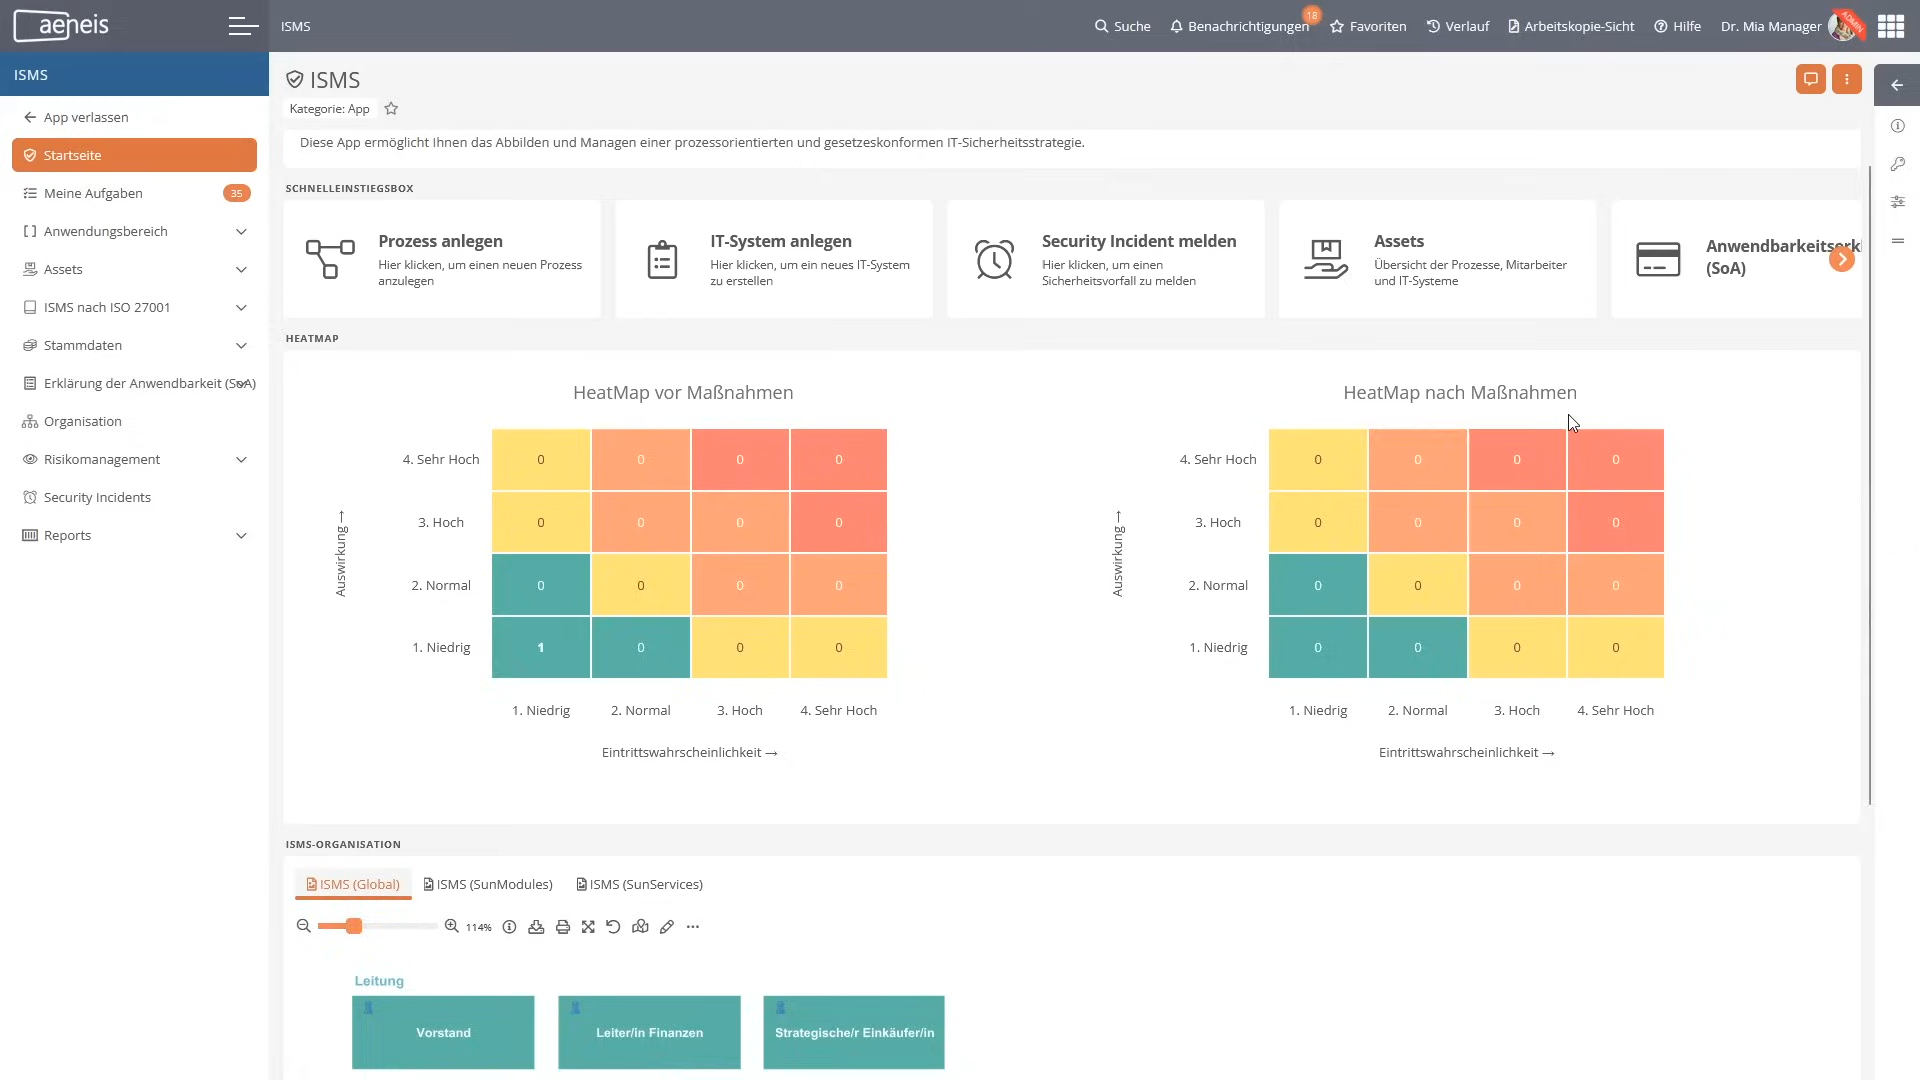 aeneis
ISMS
Suche
Benachrichtigungen
18
Favoriten
Verlauf
Arbeitskopie-Sicht
Hilfe
Dr. Mia Manager
ADMIN
ISMS
App verlassen
Startseite
Meine Aufgaben
35
Anwendungsbereich
Assets
ISMS nach ISO 27001
Stammdaten
Erklärung der Anwendbarkeit (SoA)
Organisation
Risikomanagement
Security Incidents
Reports
ISMS
Kategorie: App
Diese App ermöglicht Ihnen das Abbilden und Managen einer prozessorientierten und gesetzeskonformen IT-Sicherheitsstrategie.
SCHNELLEINSTIEGSBOX
Prozess anlegen
Hier klicken, um einen neuen Prozess
anzulegen
IT-System anlegen
Hier klicken, um ein neues IT-System
zu erstellen
Security Incident melden
Hier klicken, um einen
Sicherheitsvorfall zu melden
Assets
Übersicht der Prozesse, Mitarbeiter
und IT-Systeme
Anwendbarkeitserk
(SoA)
HEATMAP
HeatMap vor Maßnahmen
Auswirkung →
4. Sehr Hoch 0 0 0 0
3. Hoch 0 0 0 0
2. Normal 0 0 0 0
1. Niedrig 1 0 0 0
1. Niedrig 2. Normal 3. Hoch 4. Sehr Hoch
Eintrittswahrscheinlichkeit →
HeatMap nach Maßnahmen
Auswirkung →
4. Sehr Hoch 0 0 0 0
3. Hoch 0 0 0 0
2. Normal 0 0 0 0
1. Niedrig 0 0 0 0
1. Niedrig 2. Normal 3. Hoch 4. Sehr Hoch
Eintrittswahrscheinlichkeit →
ISMS-ORGANISATION
ISMS (Global)
ISMS (SunModules)
ISMS (SunServices)
114%
Leitung
Vorstand
Leiter/in Finanzen
Strategische/r Einkäufer/in